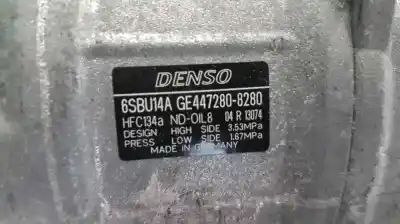 DENSO
6SBU14A GE447280-8280
HFC134a ND-OIL8 04 R 13074
DESIGN HIGH SIDE 3.53MPa
PRESS LOW SIDE 1.67MPa
MADE IN GERMANY